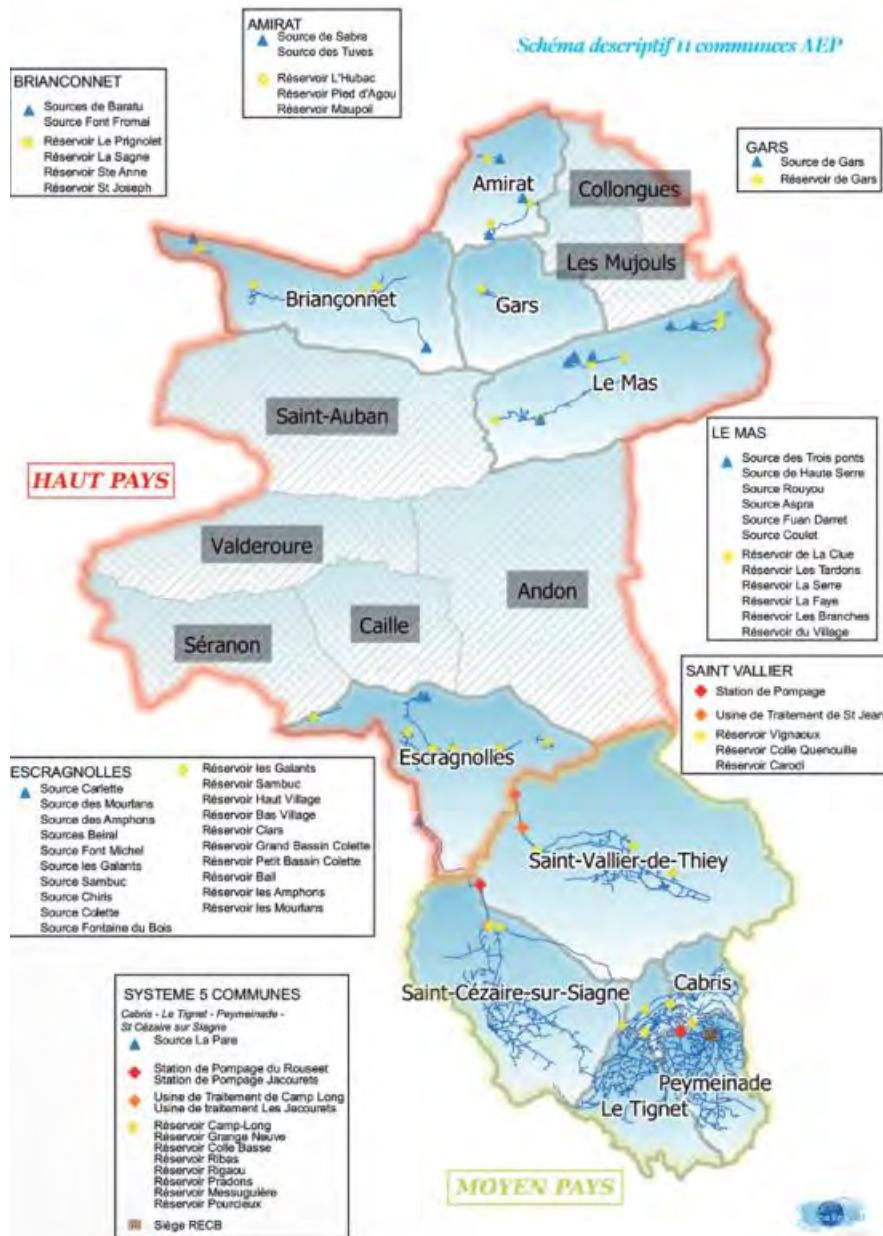 Schéma descriptif 11 communces AEP
AMIRAT
Source de Sabra
Source des Tuves
Réservoir L'Hubac
Réservoir Pied d'Agou
Réservoir Maupoil
BRIANCONNET
Sources de Baratu
Source Font Fromal
Réservoir Le Prignolet
Réservoir La Sagne
Réservoir Ste Anne
Réservoir St Joseph
GARS
Source de Gars
Réservoir de Gars
Amirat
Collongues
Les Mujouls
Briançonnet
Gars
Le Mas
Saint-Auban
HAUT PAYS
LE MAS
Source des Trois ponts
Source de Haute Serre
Source Rouyou
Source Aspra
Source Fuan Darret
Source Coulet
Réservoir de La Clue
Réservoir Les Tardons
Réservoir La Serre
Réservoir La Faye
Réservoir Les Branches
Réservoir du Village
Valderoure
Andon
Caille
Séranon
SAINT VALLIER
Station de Pompage
Usine de Traitement de St Jean
Réservoir Vignaoux
Réservoir Colle Quenouille
Réservoir Carodi
Escragnolles
ESCRAGNOLLES
Source Carlette
Source des Mourlans
Source des Amphons
Sources Beiral
Source Font Michel
Source les Galants
Source Sambuc
Source Chiris
Source Colette
Source Fontaine du Bois
Réservoir les Galants
Réservoir Sambuc
Réservoir Haut Village
Réservoir Bas Village
Réservoir Clars
Réservoir Grand Bassin Colette
Réservoir Petit Bassin Colette
Réservoir Bail
Réservoir les Amphons
Réservoir les Mourlans
Saint-Vallier-de-Thiey
Saint-Cézaire-sur-Siagne
Cabris
Peymeinade
Le Tignet
SYSTEME 5 COMMUNES
Cabris - Le Tignet - Peymeinade -
St Cézaire sur Siagne
Source La Pare
Station de Pompage du Rouseet
Station de Pompage Jacourets
Usine de Traitement de Camp Long
Usine de traitement Les Jacourets
Réservoir Camp-Long
Réservoir Grange Neuve
Réservoir Colle Basse
Réservoir Ribas
Réservoir Rigaou
Réservoir Pradons
Réservoir Messuguière
Réservoir Pourcieux
Siège RECB
MOYEN PAYS